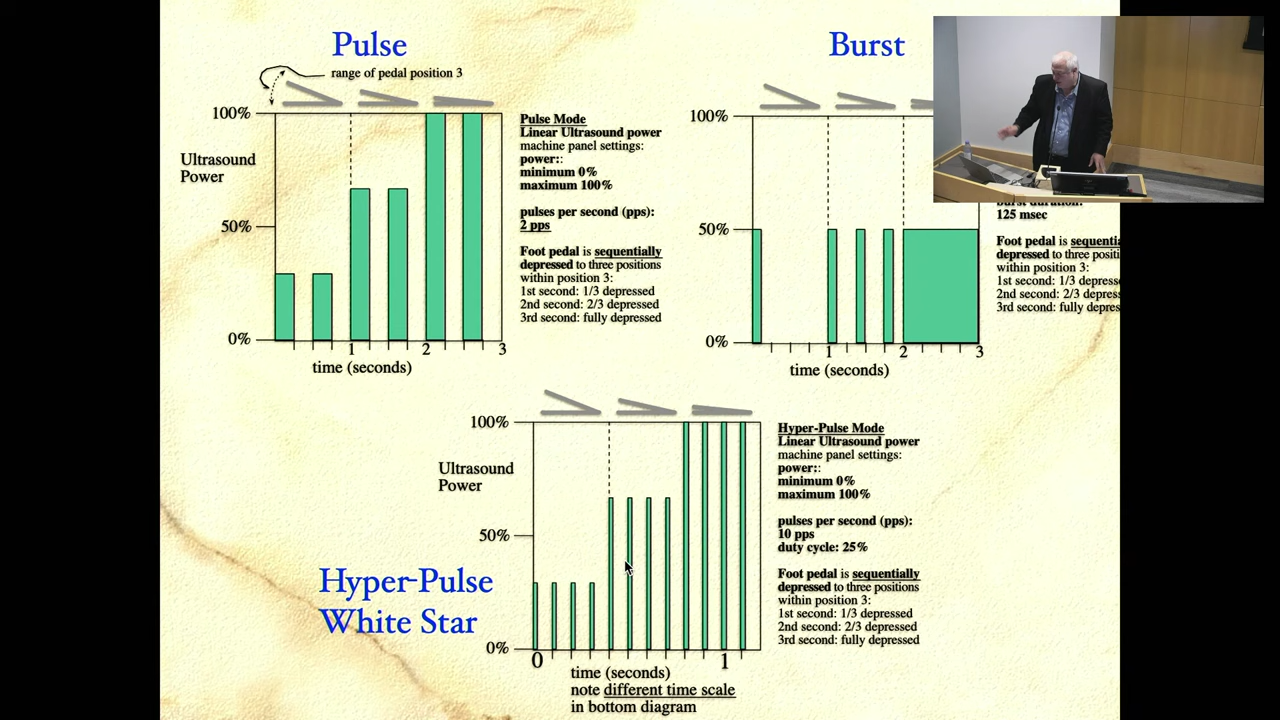 Pulse
range of pedal position 3
100%
Ultrasound
Power
50%
0%
1
2
3
time (seconds)
Pulse Mode
Linear Ultrasound power
machine panel settings:
power::
minimum 0%
maximum 100%
pulses per second (pps):
2 pps
Foot pedal is sequentially
depressed to three positions
within position 3:
1st second: 1/3 depressed
2nd second: 2/3 depressed
3rd second: fully depressed
Burst
100%
50%
0%
1
2
3
time (seconds)
burst duration:
125 msec
Foot pedal is
depressed to three
within position 3:
1st second: 1/3
2nd second: 2/3
3rd second: fully
100%
Ultrasound
Power
50%
0%
0
1
time (seconds)
note different time scale
in bottom diagram
Hyper-Pulse
White Star
Hyper-Pulse Mode
Linear Ultrasound power
machine panel settings:
power::
minimum 0%
maximum 100%
pulses per second (pps):
10 pps
duty cycle: 25%
Foot pedal is sequentially
depressed to three positions
within position 3:
1st second: 1/3 depressed
2nd second: 2/3 depressed
3rd second: fully depressed